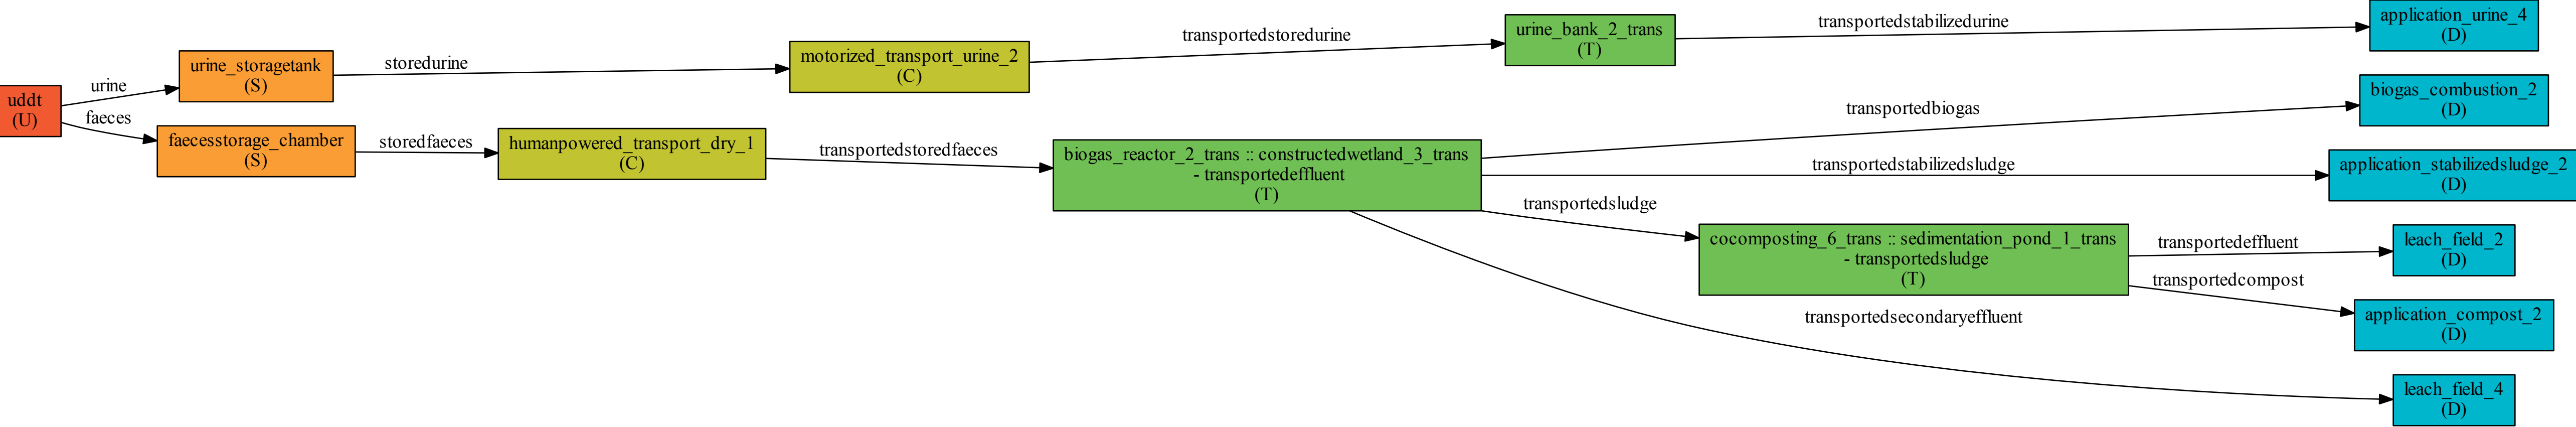 uddt
(U)
urine
faeces
urine_storagetank
(S)
faecesstorage_chamber
(S)
storedurine
storedfaeces
motorized_transport_urine_2
(C)
humanpowered_transport_dry_1
(C)
transportedstoredurine
transportedstoredfaeces
urine_bank_2_trans
(T)
biogas_reactor_2_trans :: constructedwetland_3_trans
- transportedeffluent
(T)
transportedstabilizedurine
transportedbiogas
transportedstabilizedsludge
transportedsludge
transportedsecondaryeffluent
cocomposting_6_trans :: sedimentation_pond_1_trans
- transportedsludge
(T)
transportedeffluent
transportedcompost
application_urine_4
(D)
biogas_combustion_2
(D)
application_stabilizedsludge_2
(D)
leach_field_2
(D)
application_compost_2
(D)
leach_field_4
(D)